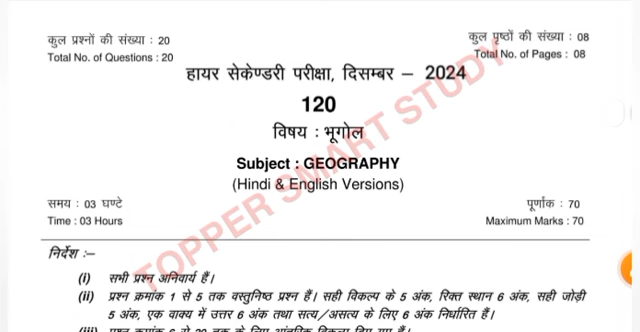 कुल प्रश्नों की संख्या : 20
Total No. of Questions : 20
कुल पृष्ठों की संख्या : 08
Total No. of Pages : 08
हायर सेकेण्डरी परीक्षा, दिसम्बर – 2024
120
विषय : भूगोल
Subject : GEOGRAPHY
(Hindi & English Versions)
समय : 03 घण्टे
Time : 03 Hours
पूर्णांक : 70
Maximum Marks : 70
TOPPER SMART STUDY
निर्देश :–
(i) सभी प्रश्न अनिवार्य हैं।
(ii) प्रश्न क्रमांक 1 से 5 तक वस्तुनिष्ठ प्रश्न हैं। सही विकल्प के 5 अंक, रिक्त स्थान 6 अंक, सही जोड़ी
5 अंक, एक वाक्य में उत्तर 6 अंक तथा सत्य/असत्य के लिए 6 अंक निर्धारित हैं।